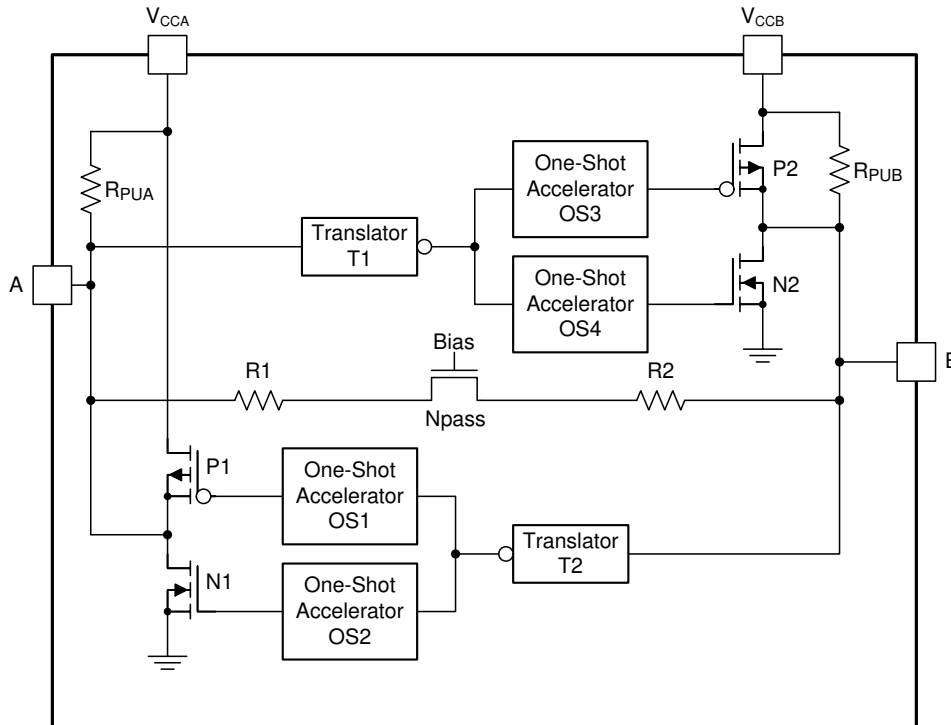 VCCA
VCCB
RPUA
One-Shot
Accelerator
OS3
P2
RPUB
Translator
T1
A
One-Shot
Accelerator
OS4
N2
Bias
R1
R2
Npass
P1
One-Shot
Accelerator
OS1
Translator
T2
N1
One-Shot
Accelerator
OS2